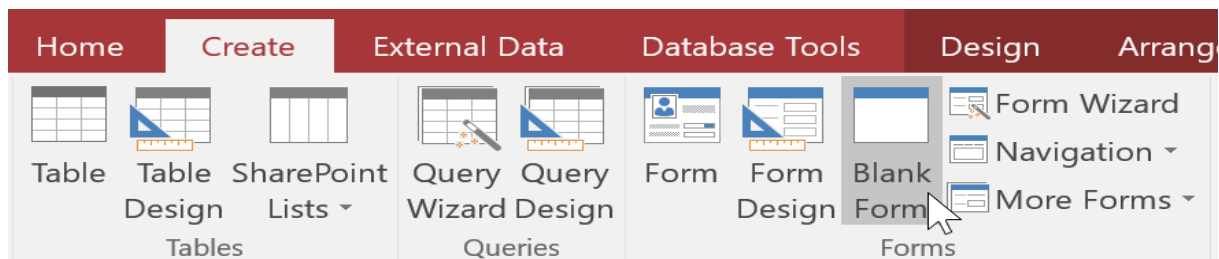 Home Create External Data Database Tools Design Arrang
Table Table Design SharePoint Lists Query Wizard Query Design Form Form Design Blank Form Form Wizard
Navigation
More Forms
Tables Queries Forms